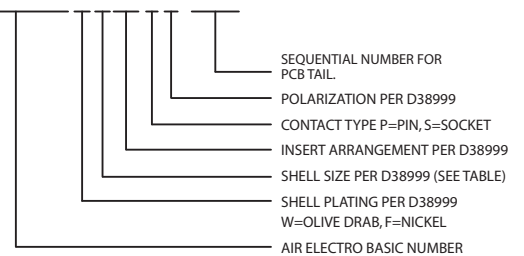 SEQUENTIAL NUMBER FOR
PCB TAIL.
POLARIZATION PER D38999
CONTACT TYPE P=PIN, S=SOCKET
INSERT ARRANGEMENT PER D38999
SHELL SIZE PER D38999 (SEE TABLE)
SHELL PLATING PER D38999
W=OLIVE DRAB, F=NICKEL
AIR ELECTRO BASIC NUMBER